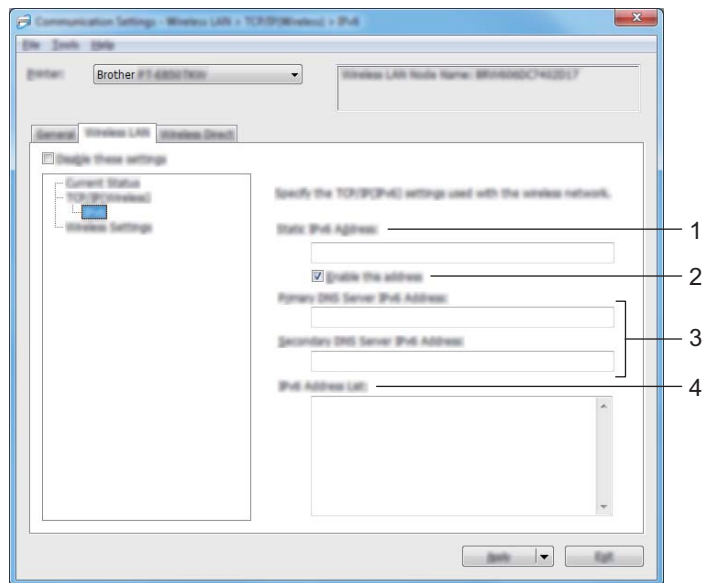 Communication Settings - Wireless LAN > TCP/IP(Wireless) > IPv6
File Tools Help
Printer:
Brother
Wireless LAN Node Name:
General Wireless LAN Wireless Direct
Disable these settings
Current Status
TCP/IP(Wireless)
IPv6
Wireless Settings
Specify the TCP/IP(IPv6) settings used with the wireless network.
Static IPv6 Address:
1
Enable this address
2
Primary DNS Server IPv6 Address:
3
Secondary DNS Server IPv6 Address:
IPv6 Address List:
4
Apply
Exit